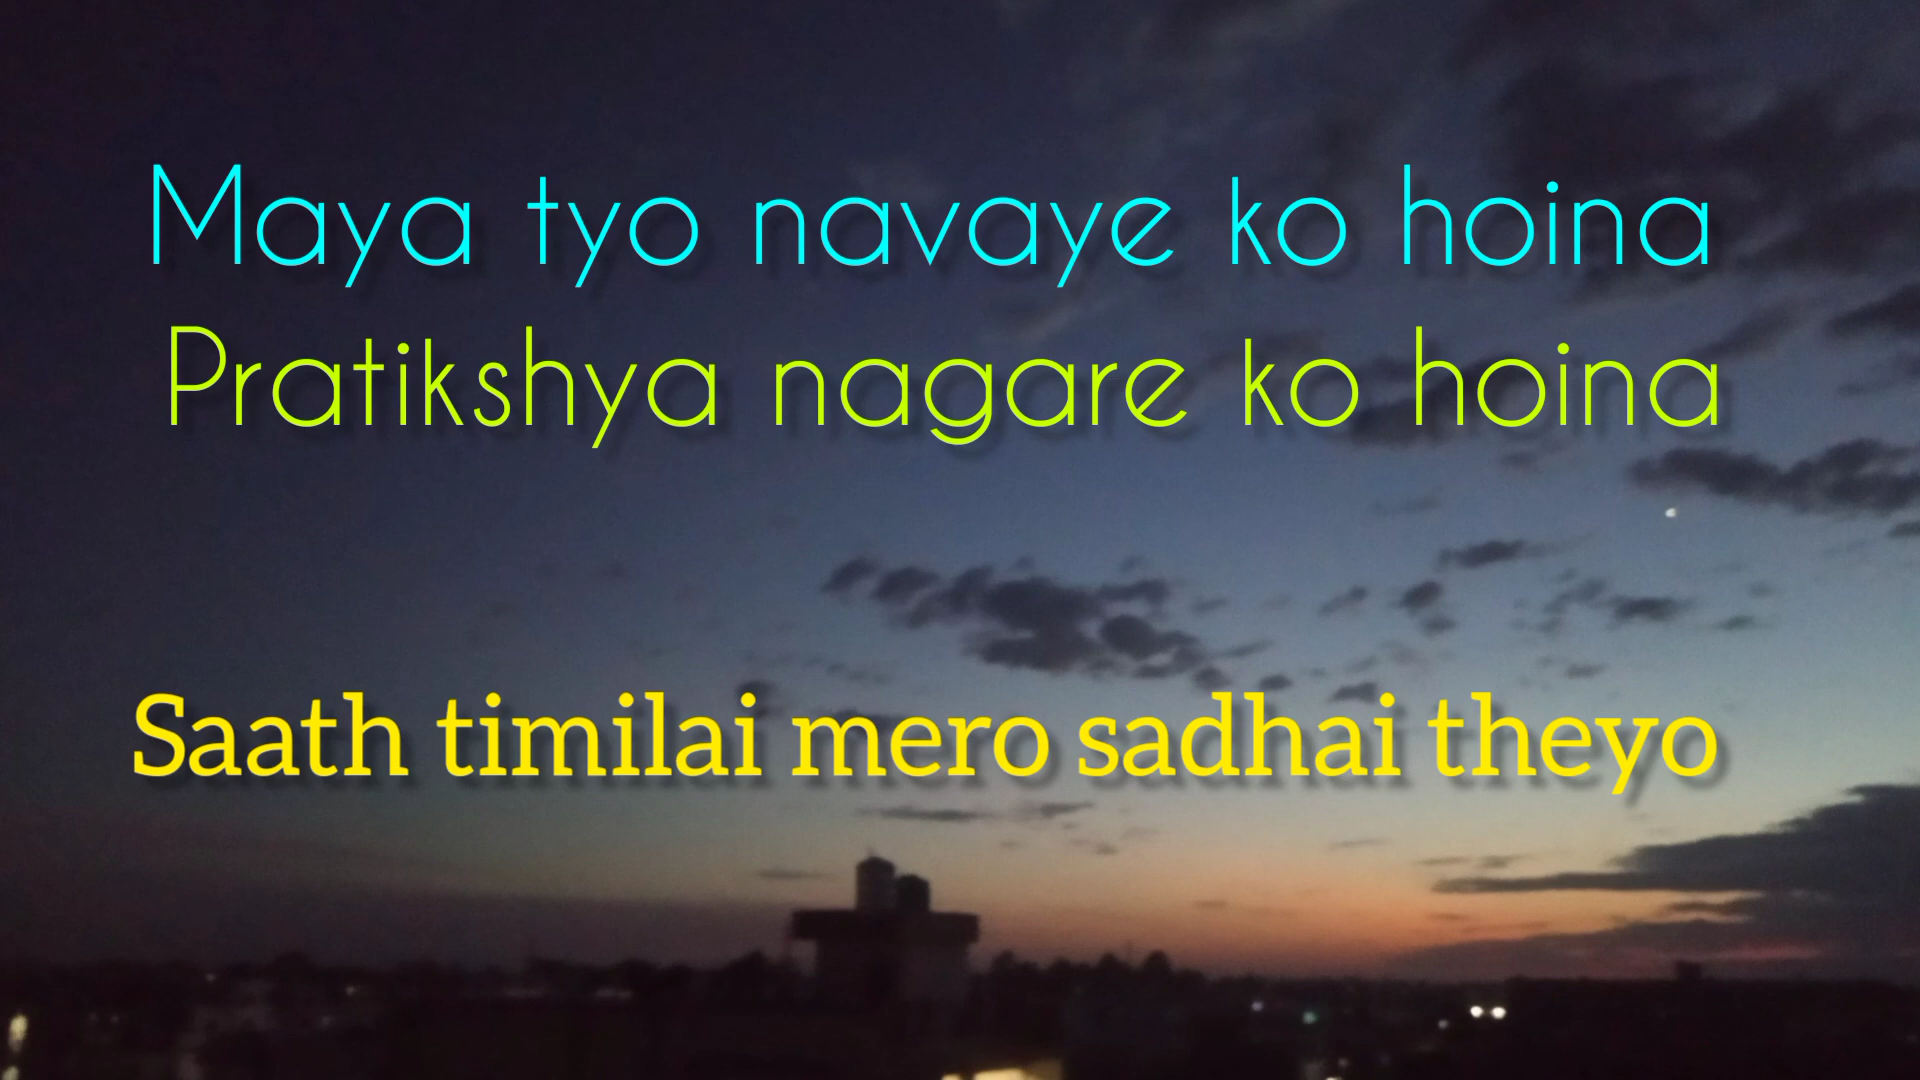 Maya tyo navaye ko hoina
Pratikshya nagare ko hoina
Saath timilai mero sadhai theyo